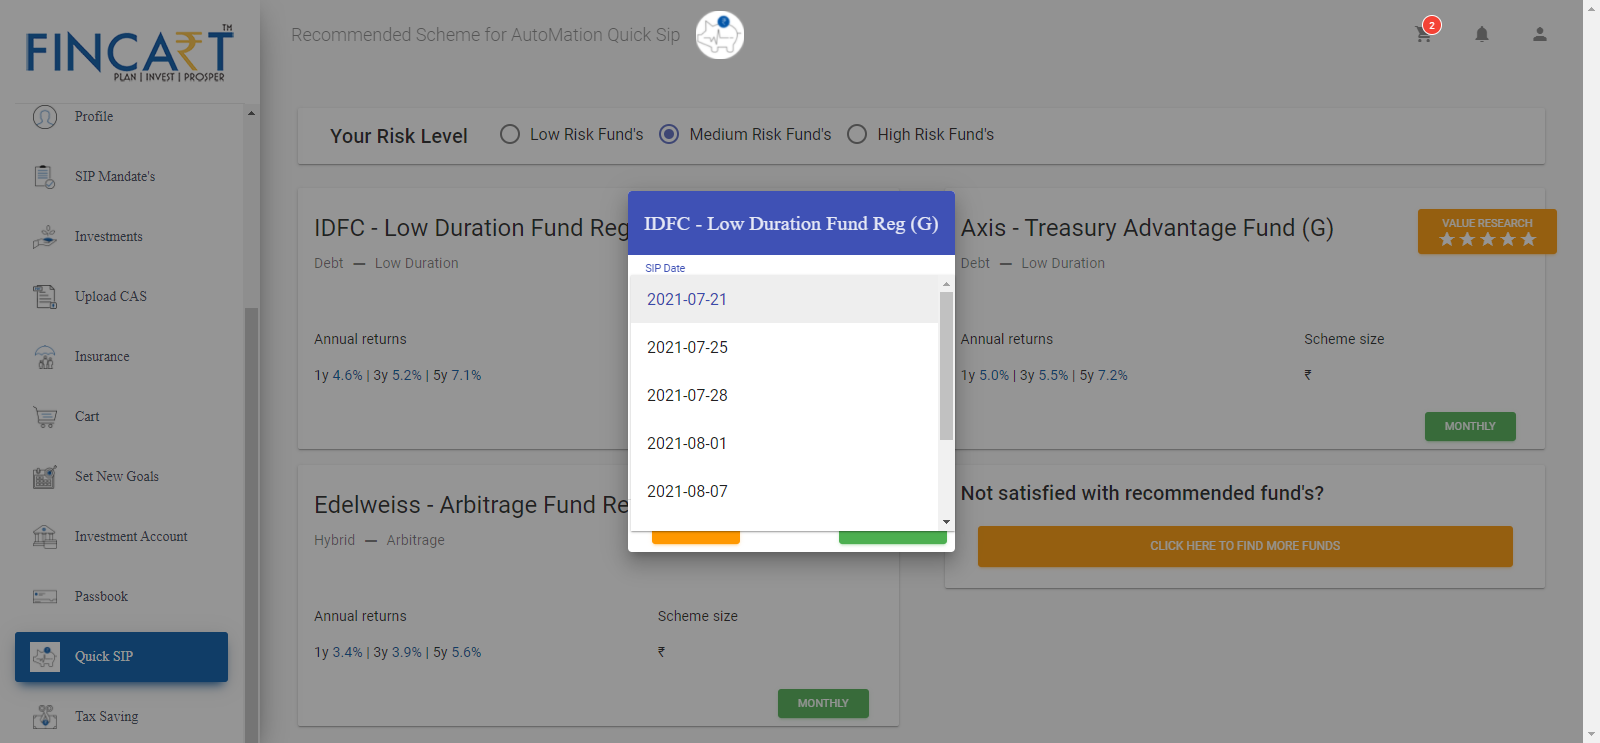 FINCART
TM
PLAN | INVEST | PROSPER
Profile
SIP Mandate's
Investments
Upload CAS
Insurance
Cart
Set New Goals
Investment Account
Passbook
Quick SIP
Tax Saving
Recommended Scheme for AutoMation Quick Sip
2
Your Risk Level
Low Risk Fund's
Medium Risk Fund's
High Risk Fund's
IDFC - Low Duration Fund Reg
Debt — Low Duration
Annual returns
1y 4.6% | 3y 5.2% | 5y 7.1%
IDFC - Low Duration Fund Reg (G)
SIP Date
2021-07-21
2021-07-25
2021-07-28
2021-08-01
2021-08-07
Axis - Treasury Advantage Fund (G)
Debt — Low Duration
VALUE RESEARCH
Annual returns
Scheme size
1y 5.0% | 3y 5.5% | 5y 7.2%
₹
MONTHLY
Edelweiss - Arbitrage Fund Re
Hybrid — Arbitrage
Annual returns
Scheme size
1y 3.4% | 3y 3.9% | 5y 5.6%
₹
MONTHLY
Not satisfied with recommended fund's?
CLICK HERE TO FIND MORE FUNDS